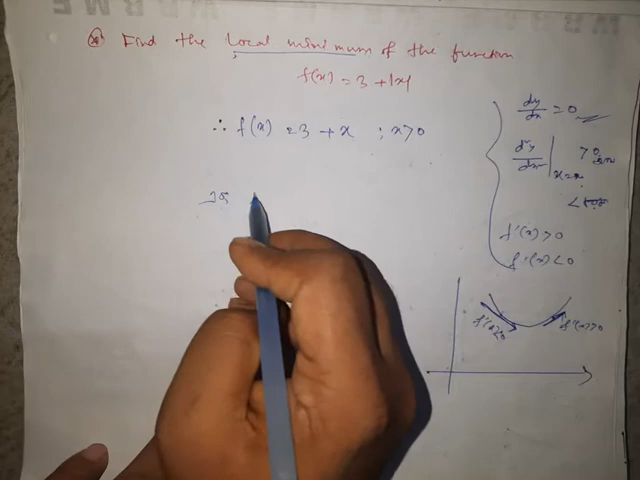 Find the local minimum of the function
f(x) = 3 + |x|
∴ f(x) = 3 + x ; x>0
dy/dx = 0
d²y/dx² | x= >0
<
f'(x) > 0
f'(x) < 0
f'(x)<0 f'(x)>0